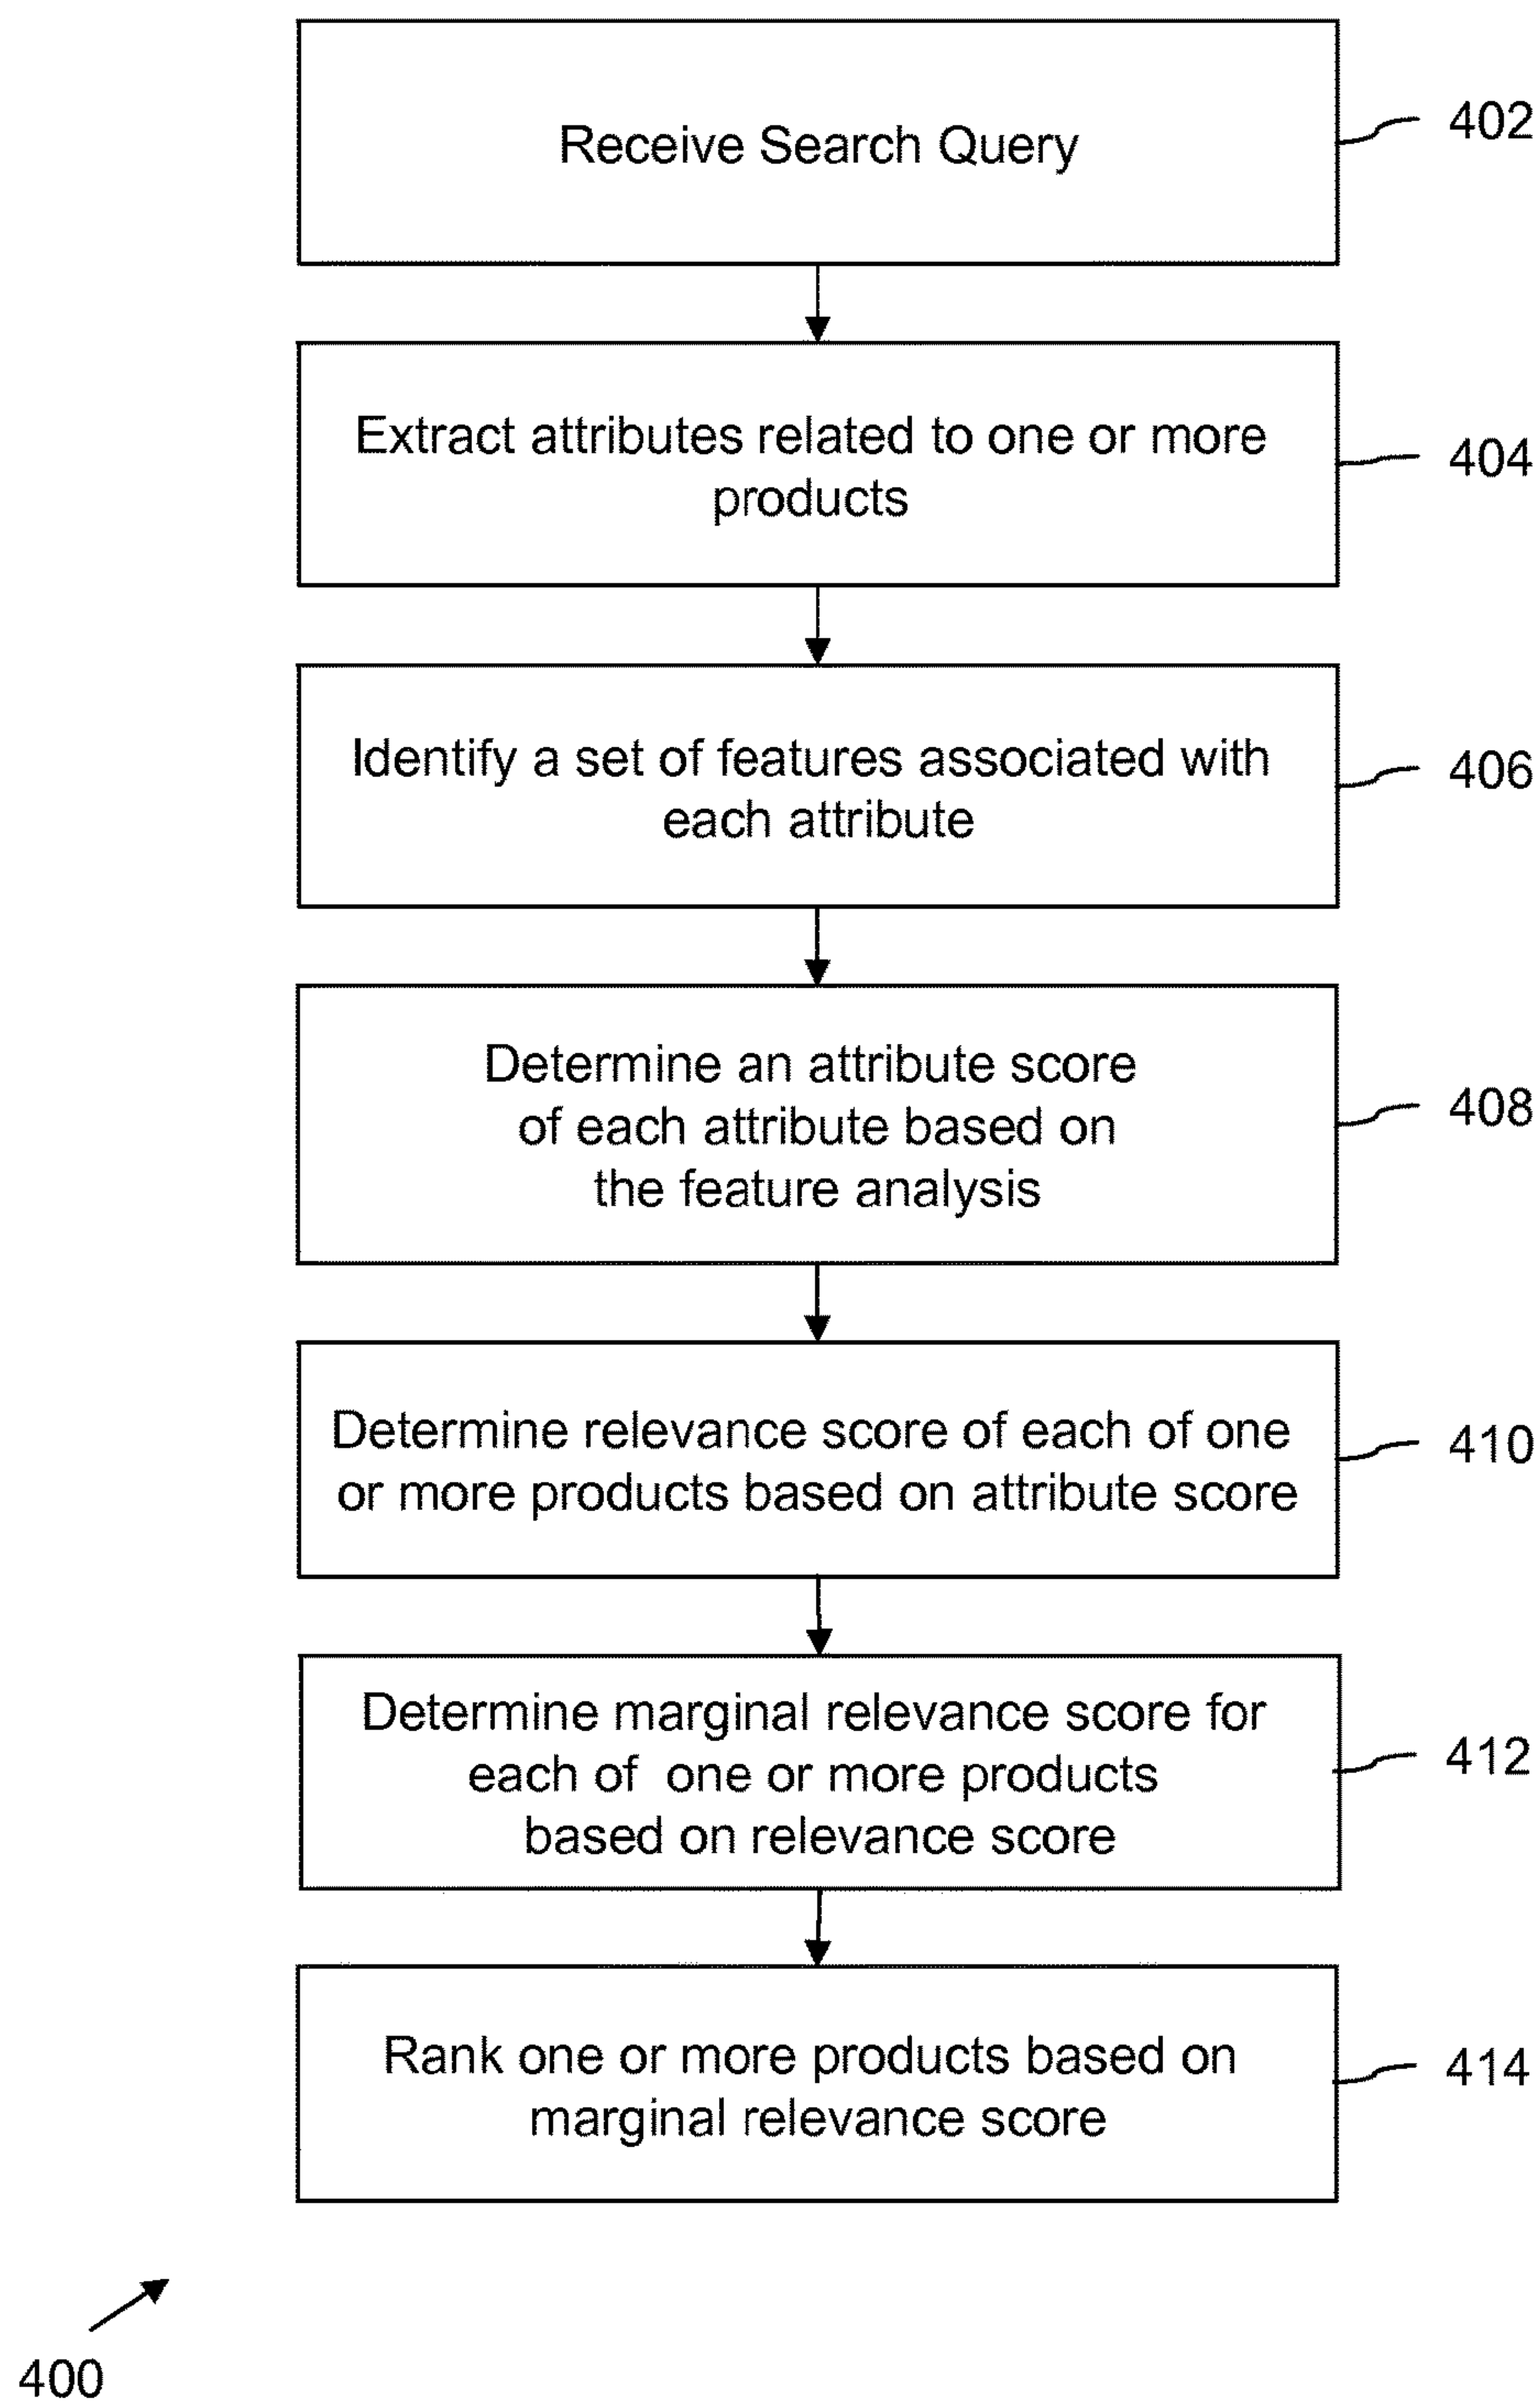 Receive Search Query
402
Extract attributes related to one or more
products
404
Identify a set of features associated with
each attribute
406
Determine an attribute score
of each attribute based on
the feature analysis
408
Determine relevance score of each of one
or more products based on attribute score
410
Determine marginal relevance score for
each of one or more products
based on relevance score
412
Rank one or more products based on
marginal relevance score
414
400